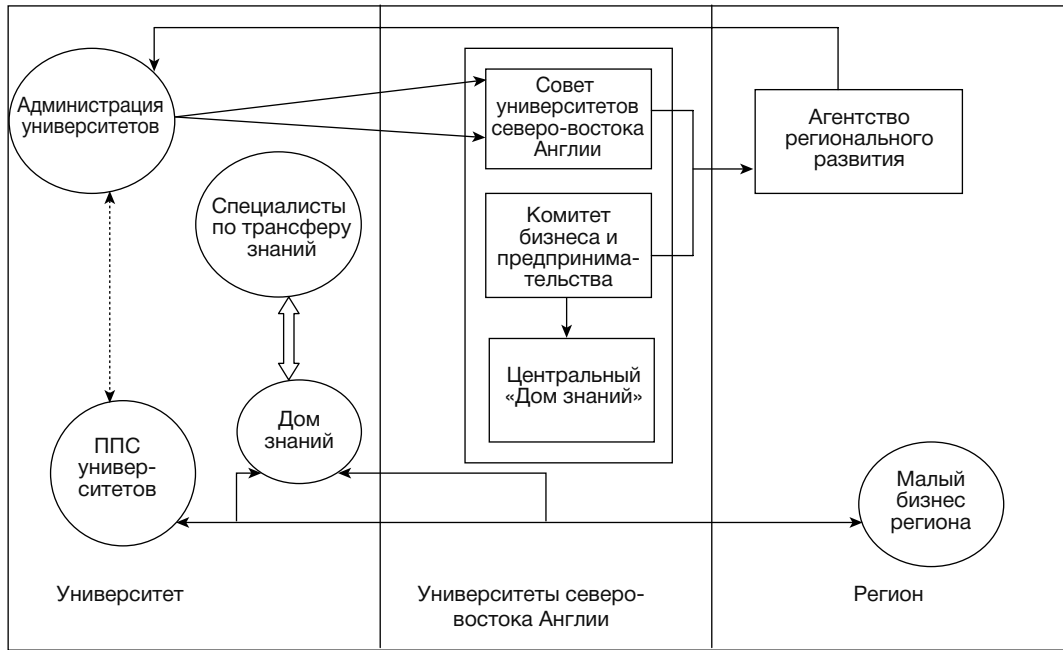 Администрация
университетов
Совет
университетов
северо-востока
Англии
Агентство
регионального
развития
Специалисты
по трансферу
знаний
Комитет
бизнеса и
предпринима-
тельства
Центральный
«Дом знаний»
ППС
универ-
ситетов
Дом
знаний
Малый
бизнес
региона
Университет
Университеты северо-
востока Англии
Регион